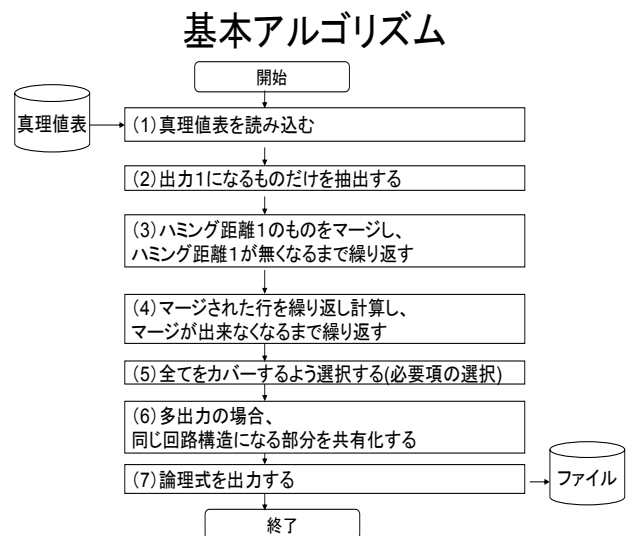 基本アルゴリズム
開始
真理値表
(1)真理値表を読み込む
(2)出力1になるものだけを抽出する
(3)ハミング距離1のものをマージし、
ハミング距離1が無くなるまで繰り返す
(4)マージされた行を繰り返し計算し、
マージが出来なくなるまで繰り返す
(5)全てをカバーするよう選択する(必要項の選択)
(6)多出力の場合、
同じ回路構造になる部分を共有化する
(7)論理式を出力する
ファイル
終了